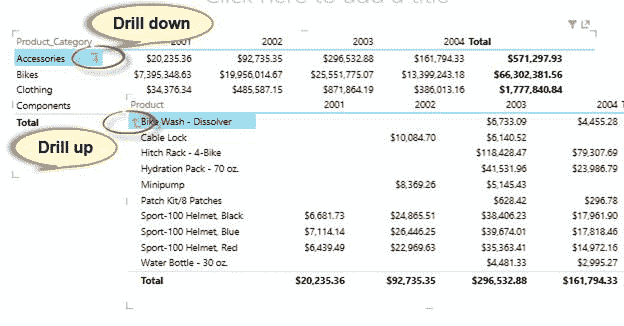 Click here to add a title
Drill down
Product_Category 2001 2002 2003 2004 Total
Accessories $20,235.36 $92,735.35 $296,532.88 $161,794.33 $571,297.93
Bikes $7,395,348.63 $19,956,014.67 $25,551,775.07 $13,399,243.18 $66,302,381.56
Clothing $34,376.34 $485,587.15 $871,864.19 $386,013.16 $1,777,840.84
Components
Total
Drill up
Product 2001 2002 2003 2004 T
Bike Wash - Dissolver $6,733.09 $4,455.28
Cable Lock $10,084.70 $6,140.52
Hitch Rack - 4-Bike $118,428.47 $79,307.69
Hydration Pack - 70 oz. $41,531.96 $23,986.79
Minipump $8,369.26 $5,145.43
Patch Kit/8 Patches $628.42 $296.78
Sport-100 Helmet, Black $6,681.73 $24,865.51 $38,406.23 $17,961.90
Sport-100 Helmet, Blue $7,114.14 $26,446.25 $39,674.01 $17,818.46
Sport-100 Helmet, Red $6,439.49 $22,969.63 $35,363.41 $14,972.16
Water Bottle - 30 oz. $4,481.33 $2,995.27
Total $20,235.36 $92,735.35 $296,532.88 $161,794.33